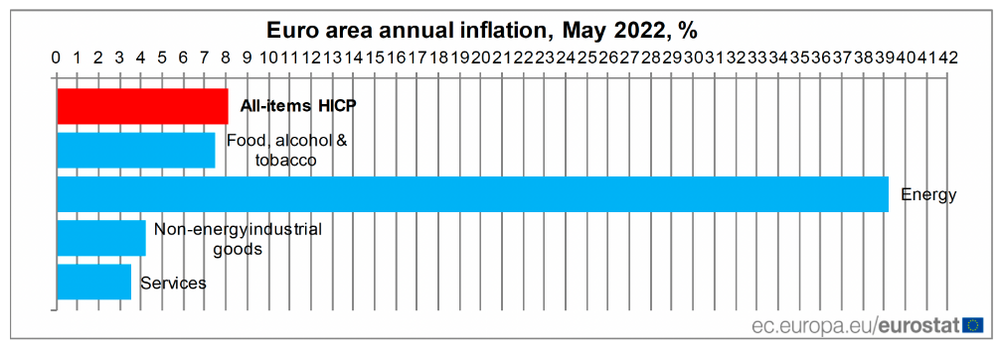 Euro area annual inflation, May 2022, %
0 1 2 3 4 5 6 7 8 9 10 11 12 13 14 15 16 17 18 19 20 21 22 23 24 25 26 27 28 29 30 31 32 33 34 35 36 37 38 39 40 41 42
All-items HICP
Food, alcohol &
tobacco
Energy
Non-energy industrial
goods
Services
ec.europa.eu/eurostat